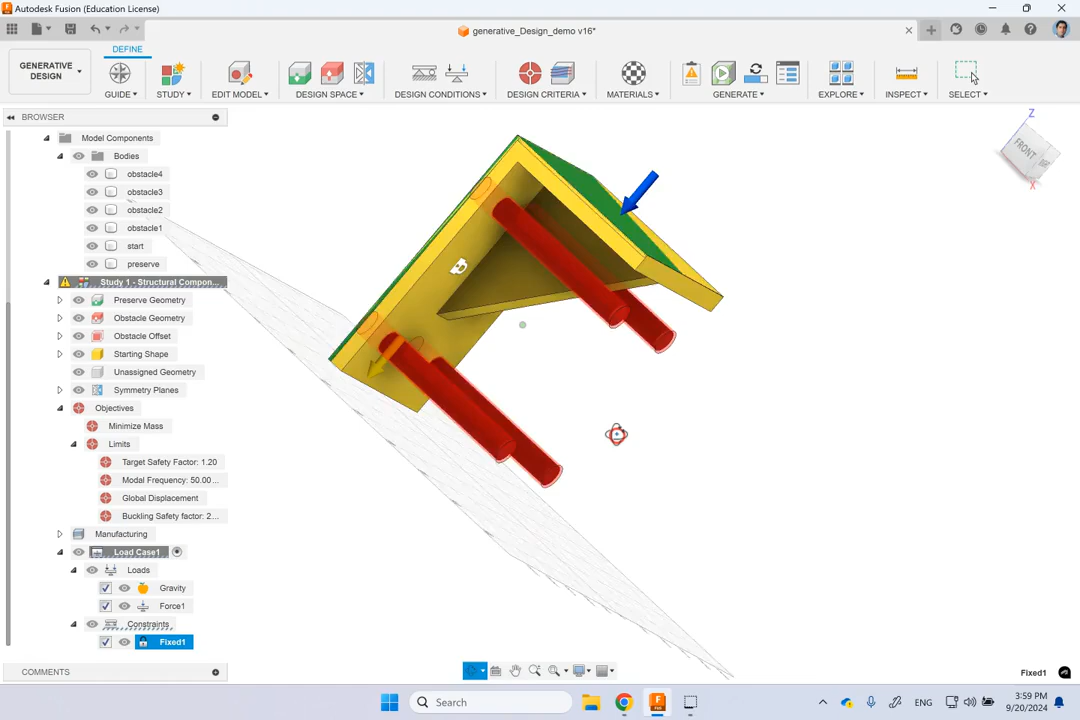 Autodesk Fusion (Education License)
generative_Design_demo v16*
DEFINE
GENERATIVE
DESIGN
GUIDE
STUDY
EDIT MODEL
DESIGN SPACE
DESIGN CONDITIONS
DESIGN CRITERIA
MATERIALS
GENERATE
EXPLORE
INSPECT
SELECT
BROWSER
Model Components
Bodies
obstacle4
obstacle3
obstacle2
obstacle1
start
preserve
Study 1 - Structural Compon...
Preserve Geometry
Obstacle Geometry
Obstacle Offset
Starting Shape
Unassigned Geometry
Symmetry Planes
Objectives
Minimize Mass
Limits
Target Safety Factor: 1.20
Modal Frequency: 50.00...
Global Displacement
Buckling Safety factor: 2...
Manufacturing
Load Case1
Loads
Gravity
Force1
Constraints
Fixed1
Z
FRONT
X
COMMENTS
Fixed1
Search
ENG
3:59 PM
9/20/2024